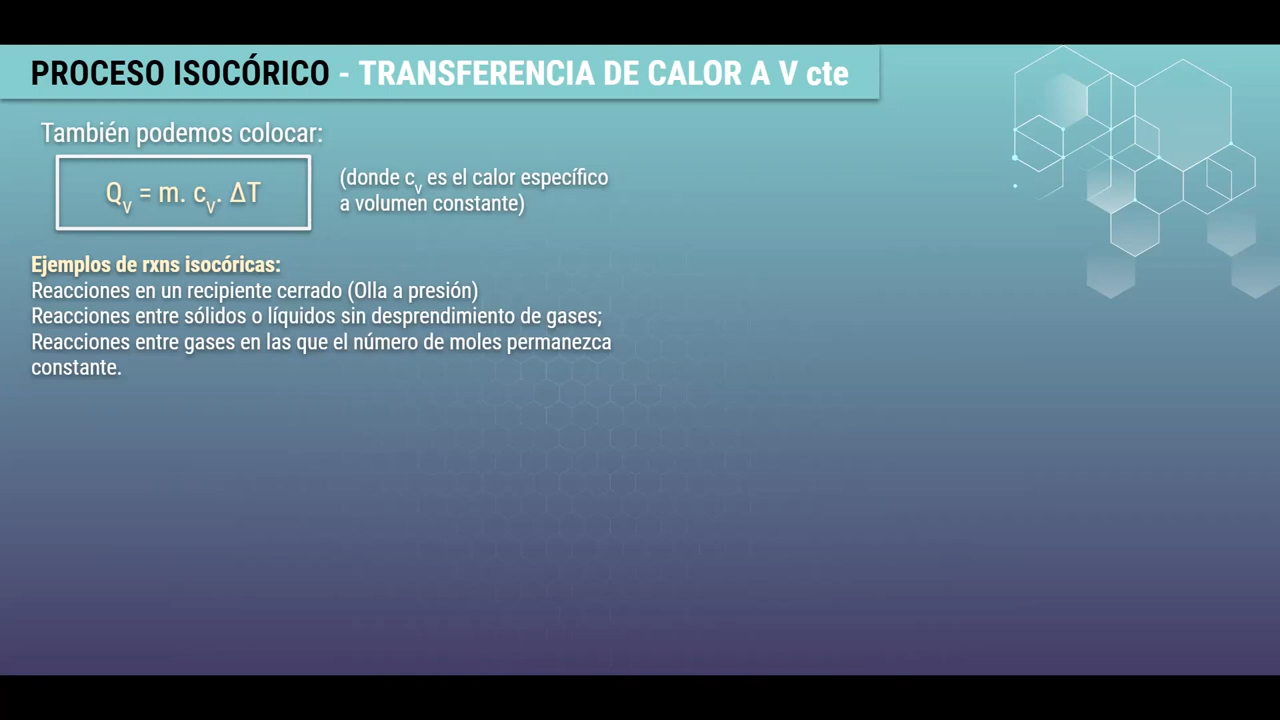 PROCESO ISOCÓRICO - TRANSFERENCIA DE CALOR A V cte
También podemos colocar:
Qv = m. cv. ΔT
(donde cv es el calor específico
a volumen constante)
Ejemplos de rxns isocóricas:
Reacciones en un recipiente cerrado (Olla a presión)
Reacciones entre sólidos o líquidos sin desprendimiento de gases;
Reacciones entre gases en las que el número de moles permanezca
constante.